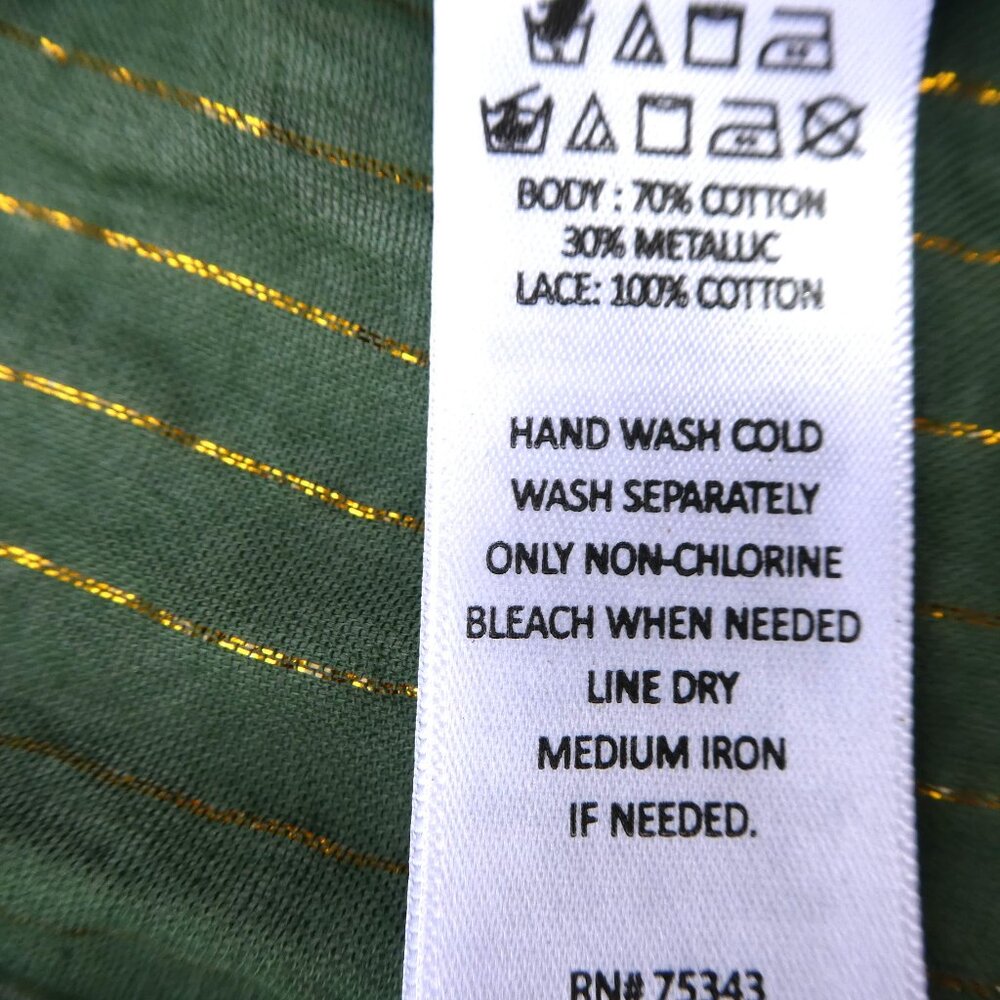 BODY : 70% COTTON
30% METALLIC
LACE: 100% COTTON
HAND WASH COLD
WASH SEPARATELY
ONLY NON-CHLORINE
BLEACH WHEN NEEDED
LINE DRY
MEDIUM IRON
IF NEEDED.
RN# 75343